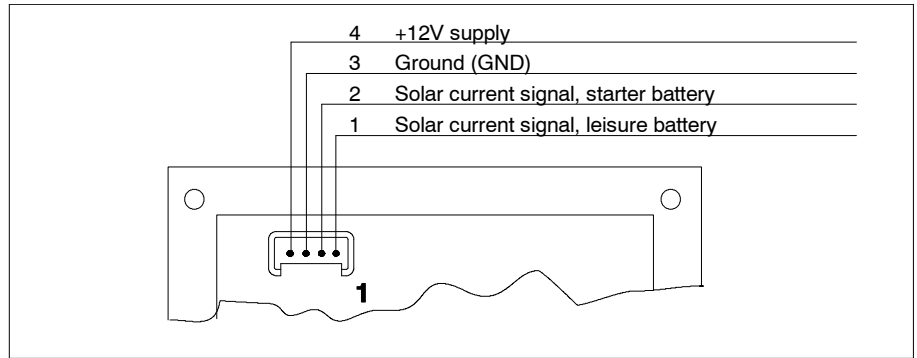 4 +12V supply
3 Ground (GND)
2 Solar current signal, starter battery
1 Solar current signal, leisure battery
1